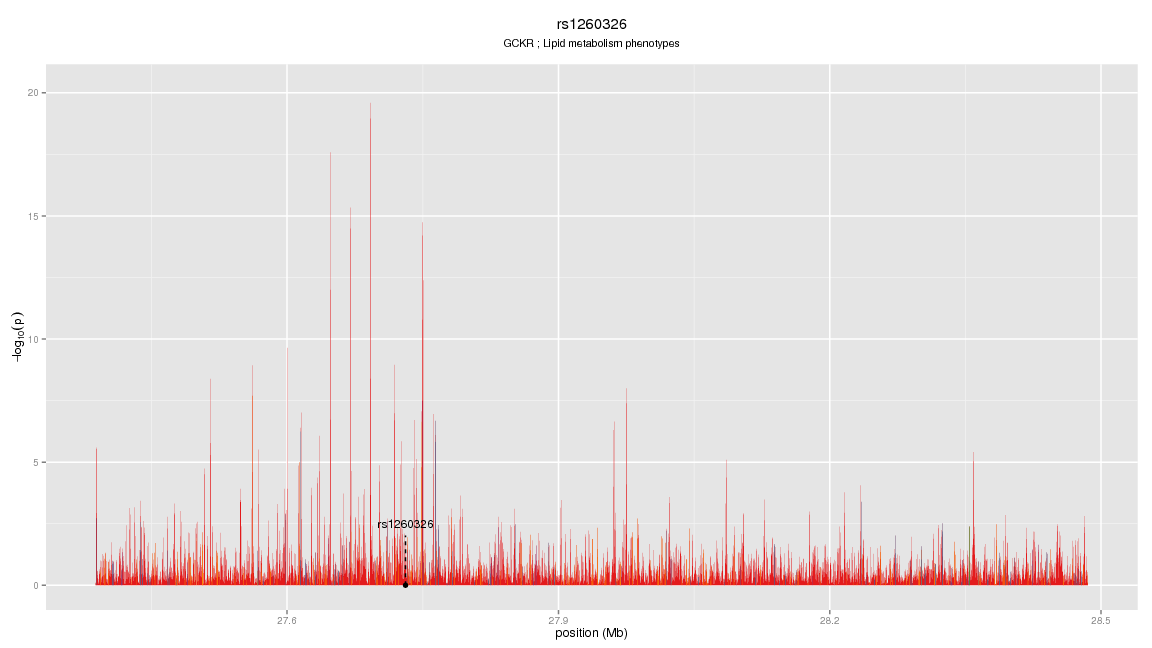 rs1260326
GCKR ; Lipid metabolism phenotypes
20
15
10
5
0
−log10(p)
rs1260326
27.6
27.9
28.2
28.5
position (Mb)